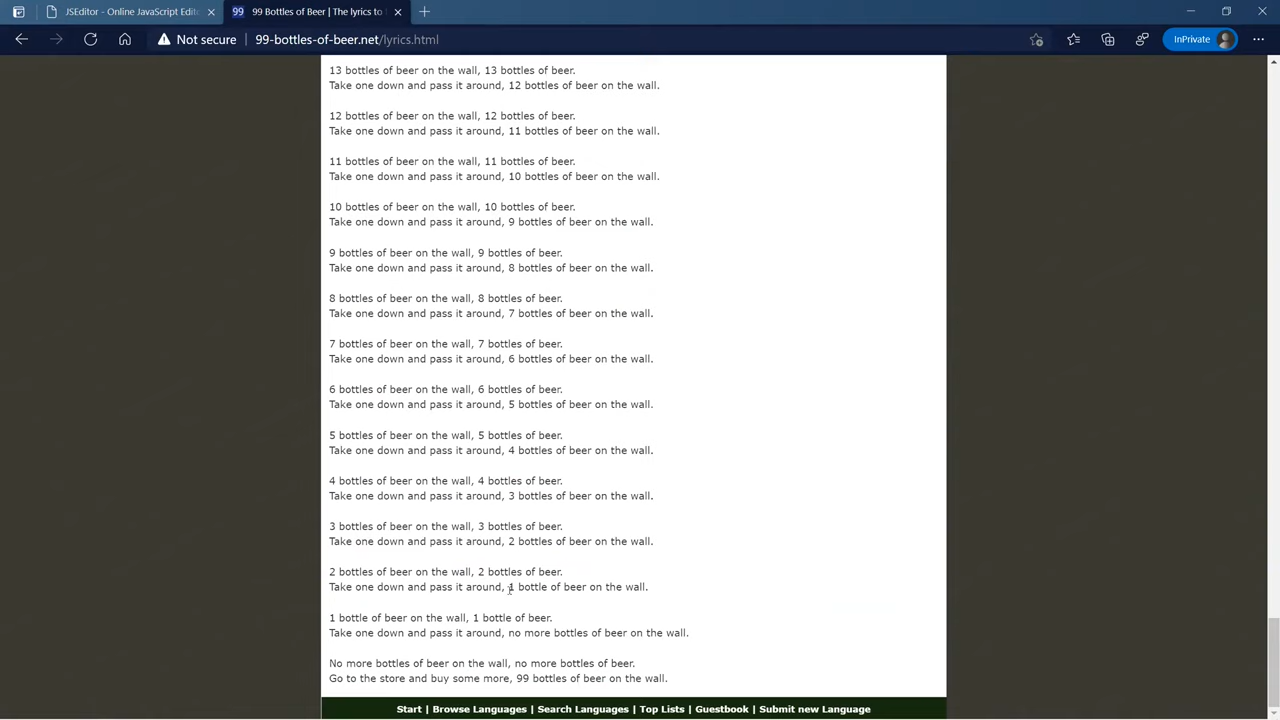 JSEditor - Online JavaScript Edito
99 99 Bottles of Beer | The lyrics to
Not secure | 99-bottles-of-beer.net/lyrics.html
InPrivate
13 bottles of beer on the wall, 13 bottles of beer.
Take one down and pass it around, 12 bottles of beer on the wall.
12 bottles of beer on the wall, 12 bottles of beer.
Take one down and pass it around, 11 bottles of beer on the wall.
11 bottles of beer on the wall, 11 bottles of beer.
Take one down and pass it around, 10 bottles of beer on the wall.
10 bottles of beer on the wall, 10 bottles of beer.
Take one down and pass it around, 9 bottles of beer on the wall.
9 bottles of beer on the wall, 9 bottles of beer.
Take one down and pass it around, 8 bottles of beer on the wall.
8 bottles of beer on the wall, 8 bottles of beer.
Take one down and pass it around, 7 bottles of beer on the wall.
7 bottles of beer on the wall, 7 bottles of beer.
Take one down and pass it around, 6 bottles of beer on the wall.
6 bottles of beer on the wall, 6 bottles of beer.
Take one down and pass it around, 5 bottles of beer on the wall.
5 bottles of beer on the wall, 5 bottles of beer.
Take one down and pass it around, 4 bottles of beer on the wall.
4 bottles of beer on the wall, 4 bottles of beer.
Take one down and pass it around, 3 bottles of beer on the wall.
3 bottles of beer on the wall, 3 bottles of beer.
Take one down and pass it around, 2 bottles of beer on the wall.
2 bottles of beer on the wall, 2 bottles of beer.
Take one down and pass it around, 1 bottle of beer on the wall.
1 bottle of beer on the wall, 1 bottle of beer.
Take one down and pass it around, no more bottles of beer on the wall.
No more bottles of beer on the wall, no more bottles of beer.
Go to the store and buy some more, 99 bottles of beer on the wall.
Start | Browse Languages | Search Languages | Top Lists | Guestbook | Submit new Language